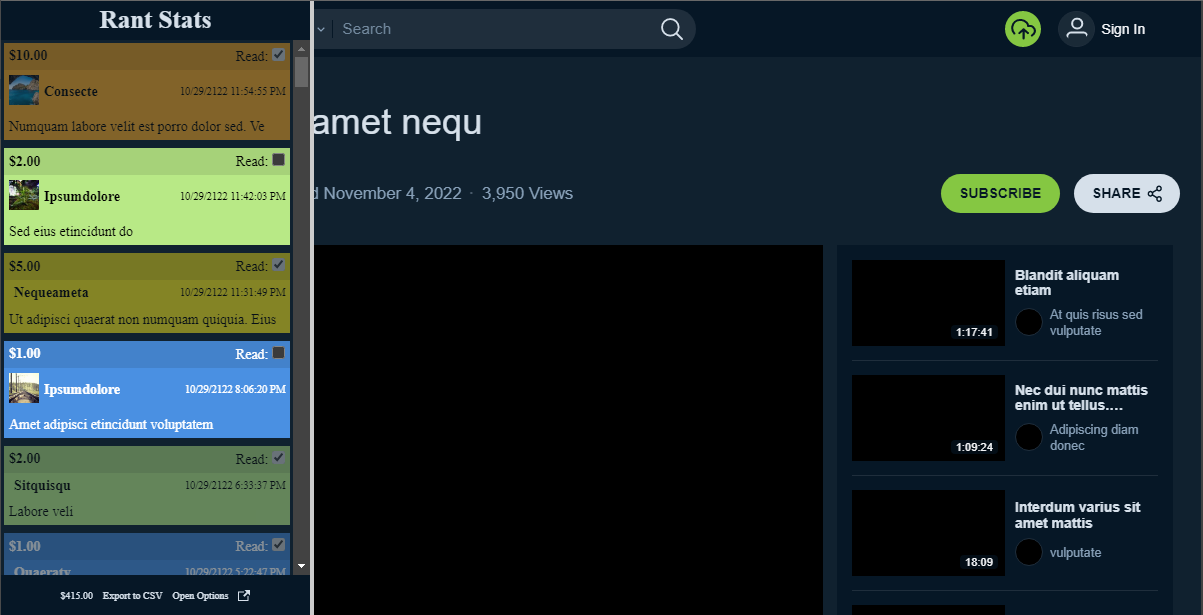 Rant Stats
$10.00 Read:
Consecte 10/29/2122 11:54:55 PM
Numquam labore velit est porro dolor sed. Ve
$2.00 Read:
Ipsumdolore 10/29/2122 11:42:03 PM
Sed eius etincidunt do
$5.00 Read:
Nequeameta 10/29/2122 11:31:49 PM
Ut adipisci quaerat non numquam quiquia. Eius
$1.00 Read:
Ipsumdolore 10/29/2122 8:06:20 PM
Amet adipisci etincidunt voluptatem
$2.00 Read:
Sitquisqu 10/29/2122 6:33:37 PM
Labore veli
$1.00 Read:
Quaeratv 10/29/2122 5:22:47 PM
$415.00 Export to CSV Open Options
Search
Sign In
amet nequ
November 4, 2022 · 3,950 Views
SUBSCRIBE
SHARE
1:17:41
Blandit aliquam
etiam
At quis risus sed
vulputate
1:09:24
Nec dui nunc mattis
enim ut tellus....
Adipiscing diam
donec
18:09
Interdum varius sit
amet mattis
vulputate